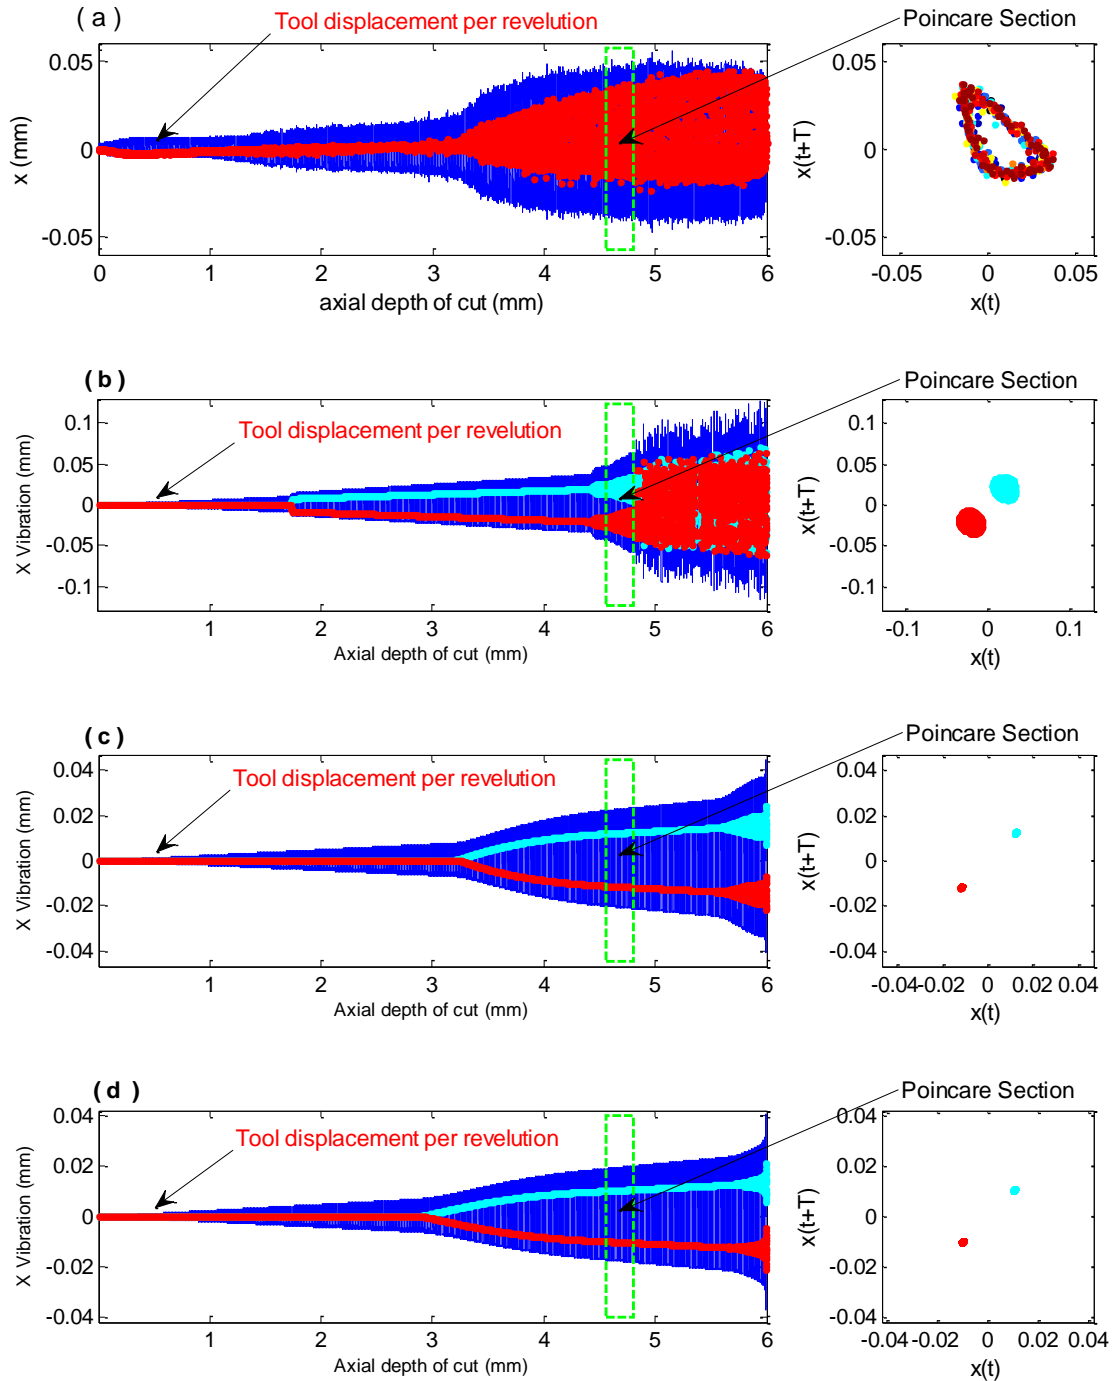 ( a )
Tool displacement per revelution
Poincare Section
0.05
0
-0.05
x (mm)
0 1 2 3 4 5 6
axial depth of cut (mm)
0.05
0
-0.05
x(t+T)
-0.05 0 0.05
x(t)
( b )
Tool displacement per revelution
Poincare Section
0.1
0.05
0
-0.05
-0.1
X Vibration (mm)
1 2 3 4 5 6
Axial depth of cut (mm)
0.1
0
-0.1
x(t+T)
-0.1 0 0.1
x(t)
( c )
Tool displacement per revelution
Poincare Section
0.04
0.02
0
-0.02
-0.04
X Vibration (mm)
1 2 3 4 5 6
Axial depth of cut (mm)
0.04
0.02
0
-0.02
-0.04
x(t+T)
-0.04 -0.02 0 0.02 0.04
x(t)
( d )
Tool displacement per revelution
Poincare Section
0.04
0.02
0
-0.02
-0.04
X Vibration (mm)
1 2 3 4 5 6
Axial depth of cut (mm)
0.04
0.02
0
-0.02
-0.04
x(t+T)
-0.04 -0.02 0 0.02 0.04
x(t)